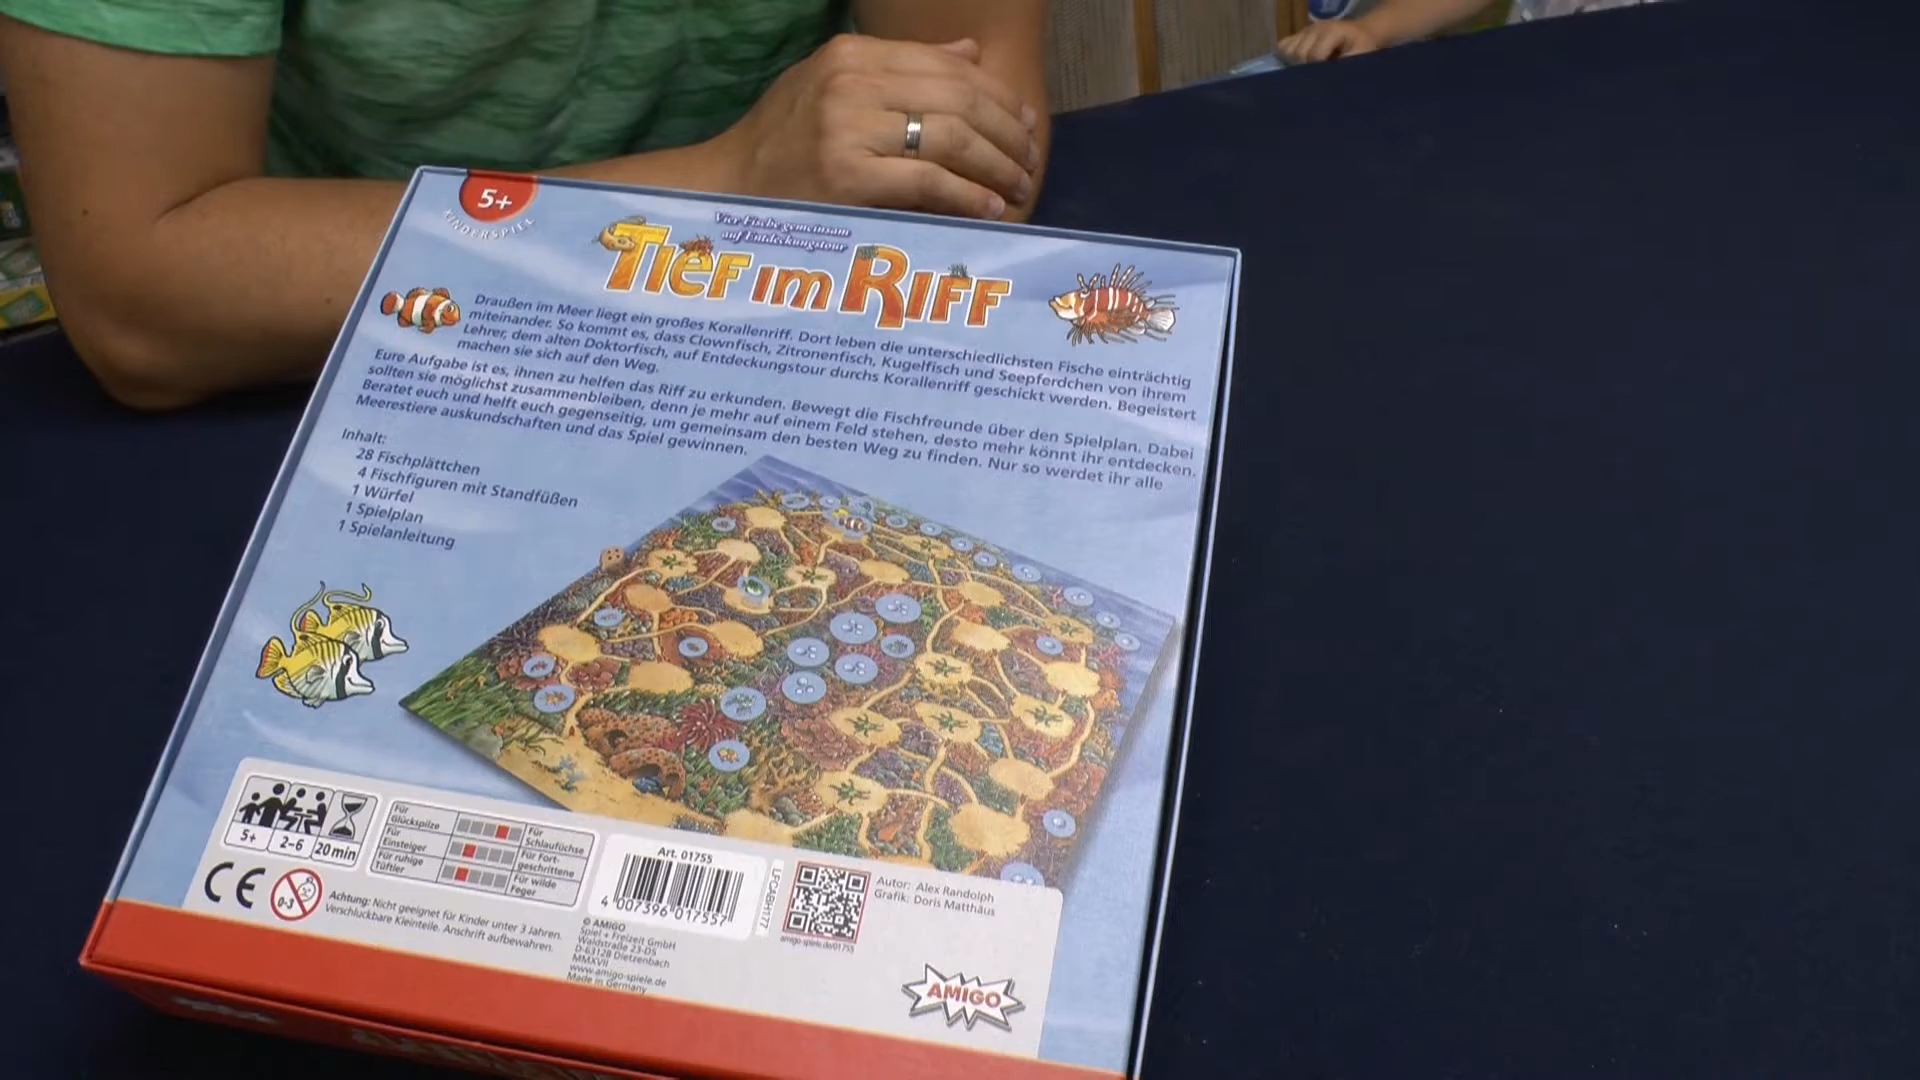 5+
KINDERSPIEL
Vier Fische gemeinsam
auf Entdeckungstour
TIEF IM RIFF
Draußen im Meer liegt ein großes Korallenriff. Dort leben die unterschiedlichsten Fische einträchtig
miteinander. So kommt es, dass Clownfisch, Zitronenfisch, Kugelfisch und Seepferdchen von ihrem
Lehrer, dem alten Doktorfisch, auf Entdeckungstour durchs Korallenriff geschickt werden. Begeistert
machen sie sich auf den Weg.
Eure Aufgabe ist es, ihnen zu helfen das Riff zu erkunden. Bewegt die Fischfreunde über den Spielplan. Dabei
sollten sie möglichst zusammenbleiben, denn je mehr auf einem Feld stehen, desto mehr könnt ihr entdecken.
Beratet euch und helft euch gegenseitig, um gemeinsam den besten Weg zu finden. Nur so werdet ihr alle
Meerestiere auskundschaften und das Spiel gewinnen.
Inhalt:
28 Fischplättchen
4 Fischfiguren mit Standfüßen
1 Würfel
1 Spielplan
1 Spielanleitung
5+
2-6
20 min
Für Glückspilze
Für Schlaufüchse
Für Einsteiger
Für Fort-
geschrittene
Für ruhige Tüftler
Für wilde Feger
CE
0-3
Achtung: Nicht geeignet für Kinder unter 3 Jahren.
Verschluckbare Kleinteile. Anschrift aufbewahren.
Art. 01755
4 007396 017557
LFCABH177
© AMIGO
Spiel + Freizeit GmbH
Waldstraße 23-D5
D-63128 Dietzenbach
MMXVII
www.amigo-spiele.de
Made in Germany
amigo-spiele.de/01755
Autor: Alex Randolph
Grafik: Doris Matthäus
AMIGO